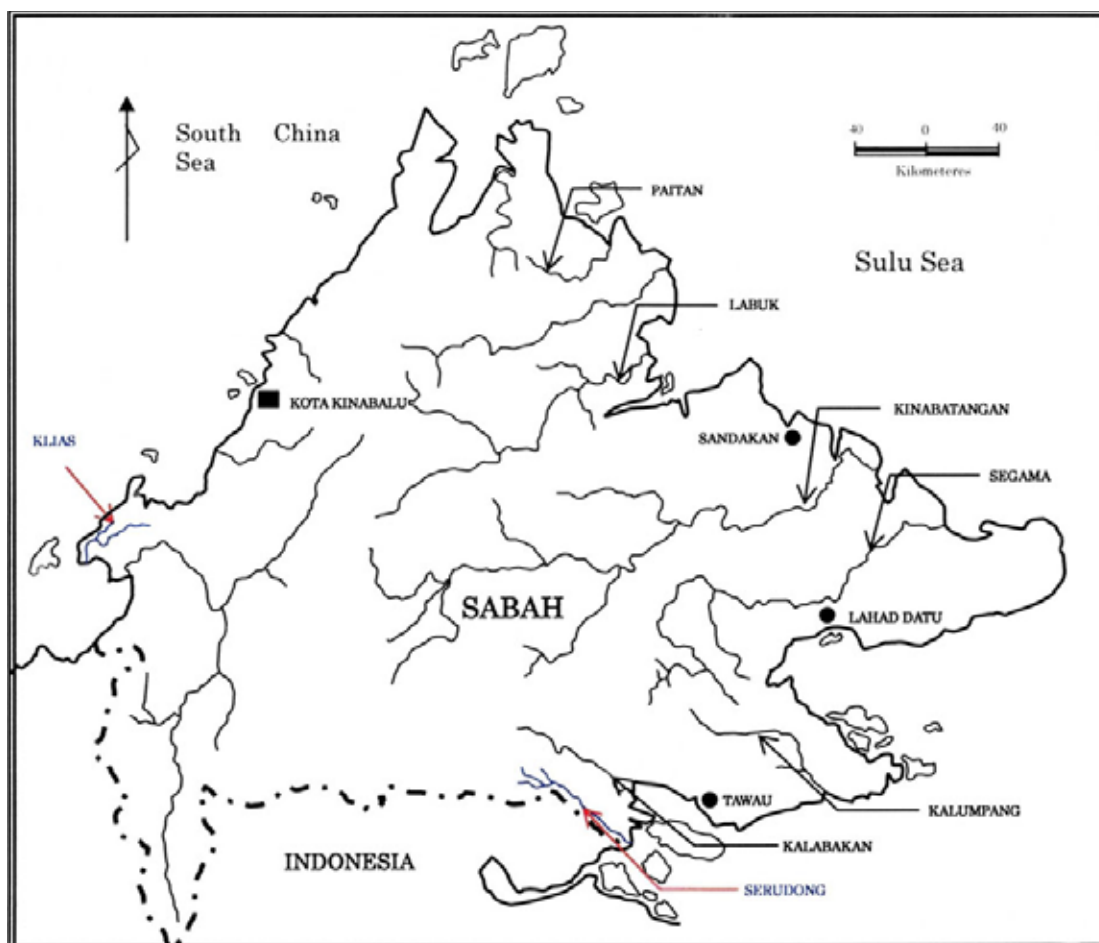 South China
Sea
40 0 40
Kilometeres
PAITAN
Sulu Sea
LABUK
KOTA KINABALU
KINABATANGAN
KLIAS
SANDAKAN
SEGAMA
SABAH
LAHAD DATU
TAWAU
KALUMPANG
KALABAKAN
INDONESIA
SERUDONG